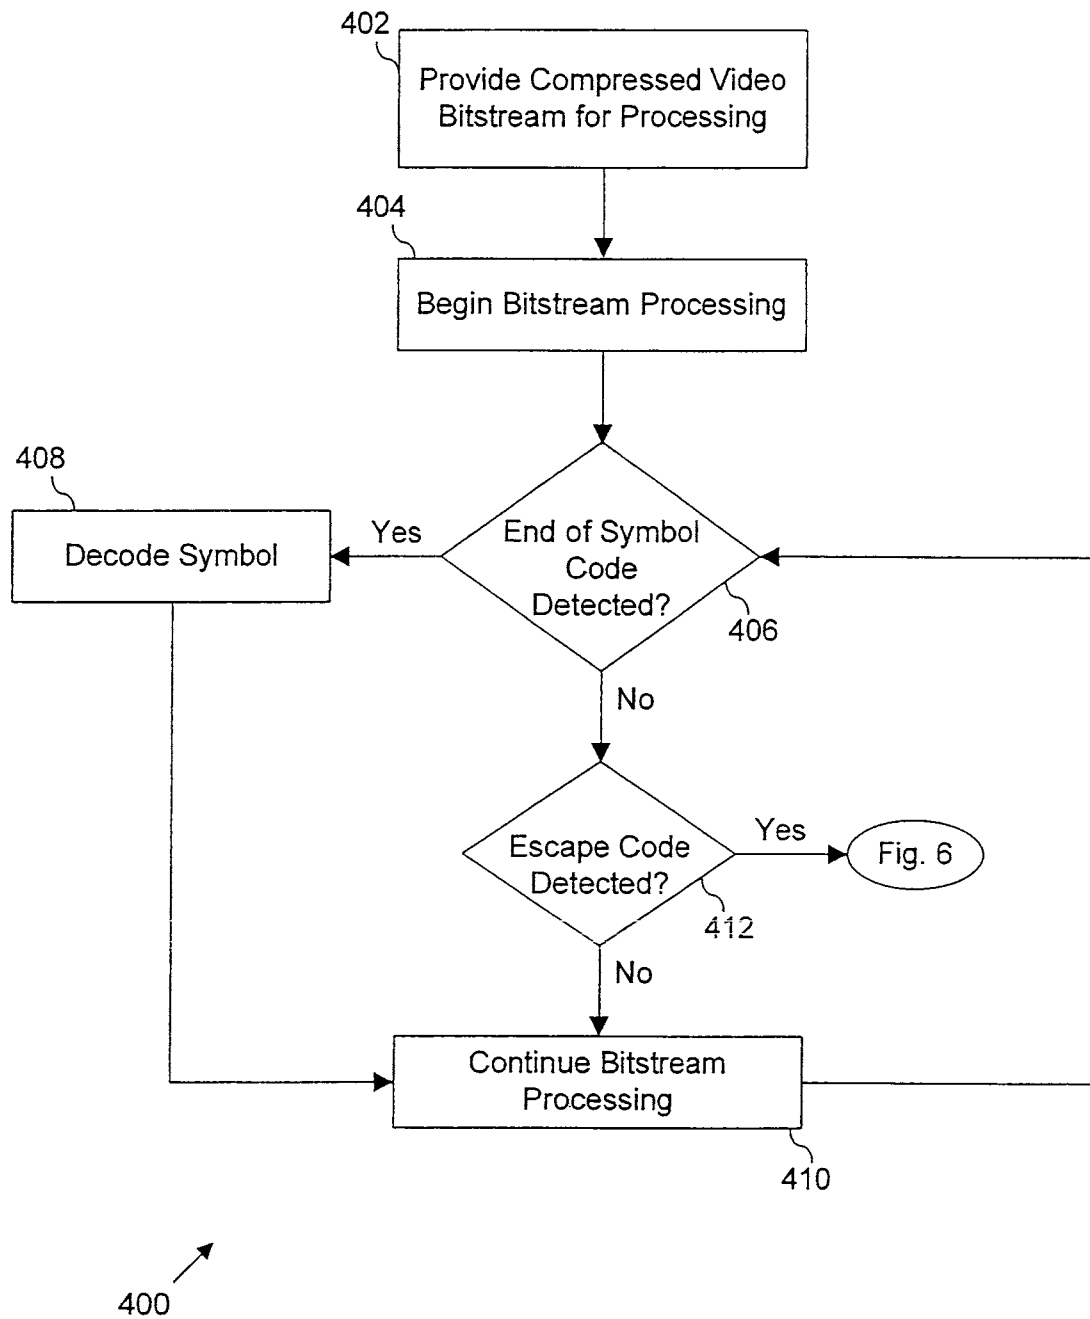 402
Provide Compressed Video
Bitstream for Processing
404
Begin Bitstream Processing
408
Decode Symbol
Yes
End of Symbol
Code
Detected?
406
No
Escape Code
Detected?
412
Yes
Fig. 6
No
Continue Bitstream
Processing
410
400